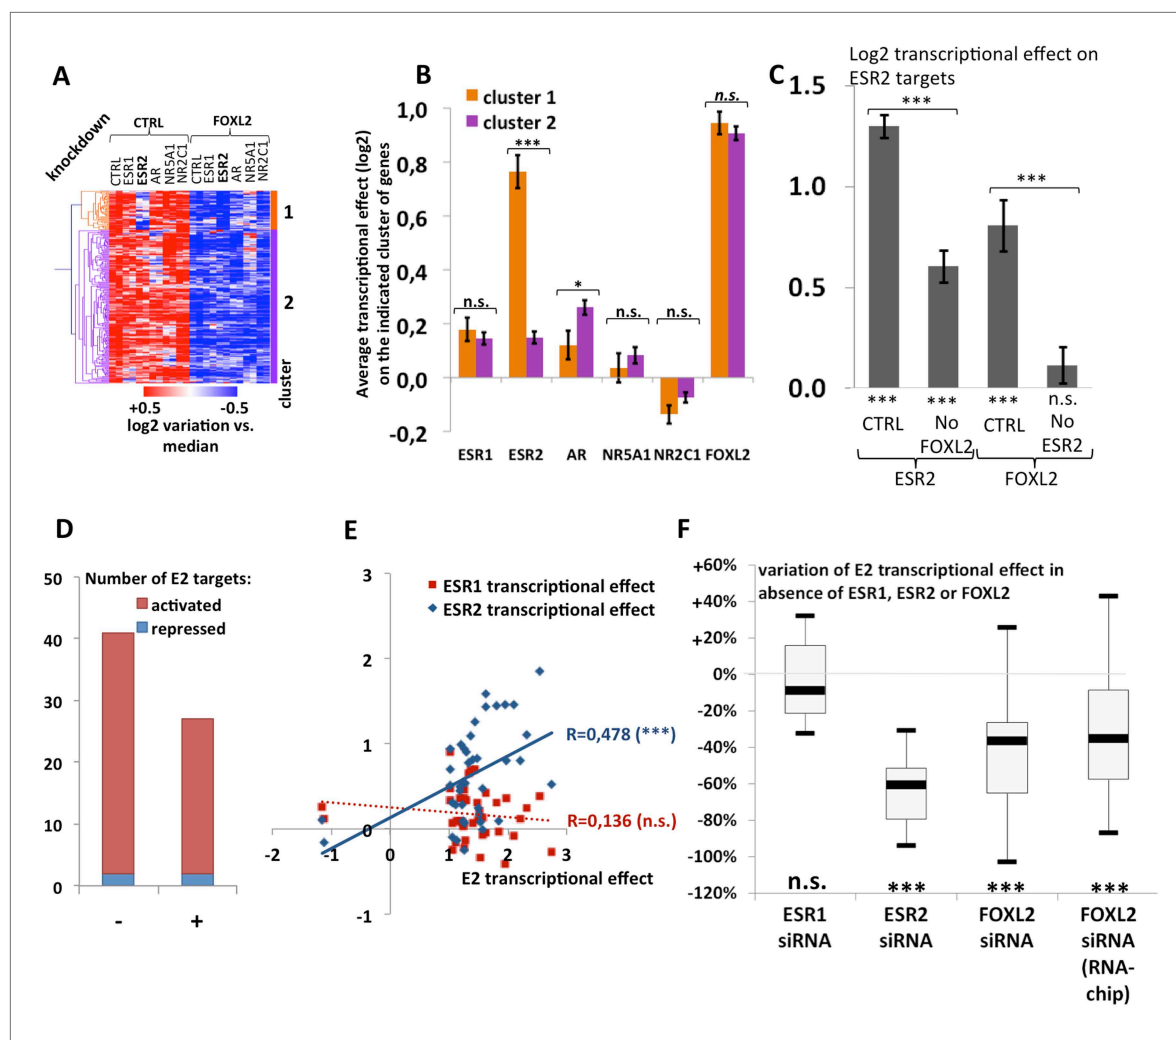 A
knockdown
CTRL
FOXL2
CTRL
ESR1
ESR2
AR
NR5A1
NR2C1
CTRL
ESR1
ESR2
AR
NR5A1
NR2C1
1
2
cluster
+0.5
-0.5
log2 variation vs.
median
B
Average transcriptional effect (log2)
on the indicated cluster of genes
cluster 1
cluster 2
1,0
0,8
0,6
0,4
0,2
0,0
-0,2
n.s.
***
*
n.s.
n.s.
n.s.
ESR1
ESR2
AR
NR5A1
NR2C1
FOXL2
C
Log2 transcriptional effect on
ESR2 targets
1.5
1.0
0.5
0.0
***
***
***
***
***
n.s.
CTRL
No
FOXL2
CTRL
No
ESR2
ESR2
FOXL2
D
Number of E2 targets:
activated
repressed
50
40
30
20
10
0
-
+
E
ESR1 transcriptional effect
ESR2 transcriptional effect
3
2
1
0
-1
-2
-1
0
1
2
3
R=0,478 (***)
R=0,136 (n.s.)
E2 transcriptional effect
F
variation of E2 transcriptional effect in
absence of ESR1, ESR2 or FOXL2
+60%
+40%
+20%
0%
-20%
-40%
-60%
-80%
-100%
-120%
n.s.
***
***
***
ESR1
siRNA
ESR2
siRNA
FOXL2
siRNA
FOXL2
siRNA
(RNA-
chip)